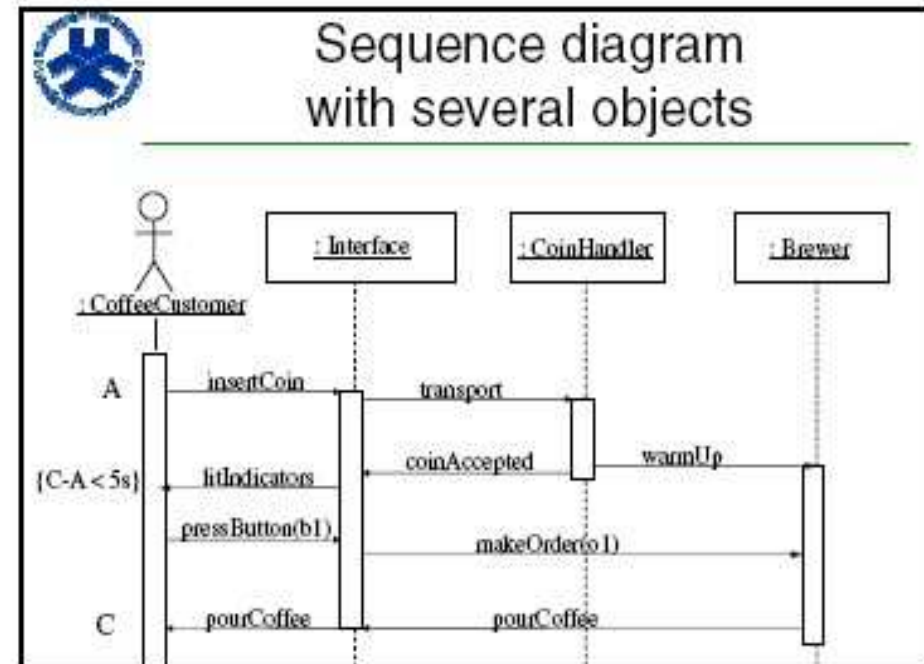 Sequence diagram
with several objects
: Interface
: CoinHandler
: Brewer
: CoffeeCustomer
A
insertCoin
transport
coinAccepted
warmUp
{C-A < 5s}
litIndicators
pressButton(b1)
makeOrder(o1)
C
pourCoffee
pourCoffee